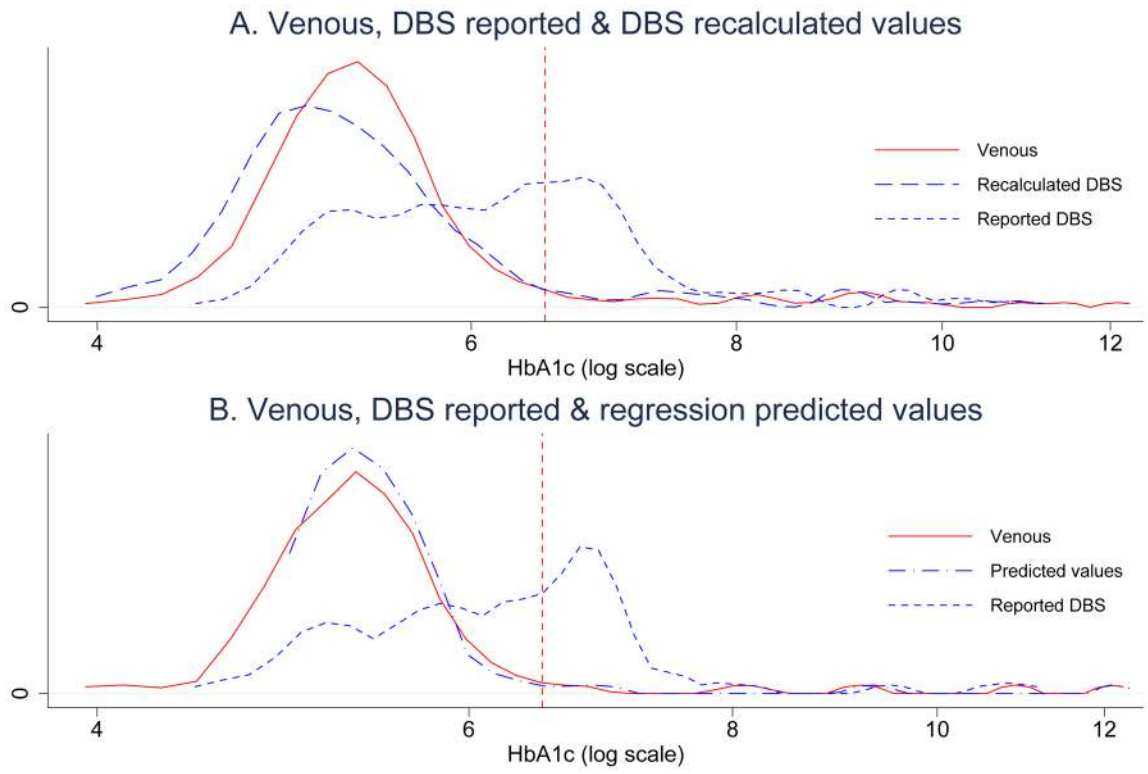 A. Venous, DBS reported & DBS recalculated values
Venous
Recalculated DBS
Reported DBS
0
4 6 8 10 12
HbA1c (log scale)
B. Venous, DBS reported & regression predicted values
Venous
Predicted values
Reported DBS
0
4 6 8 10 12
HbA1c (log scale)